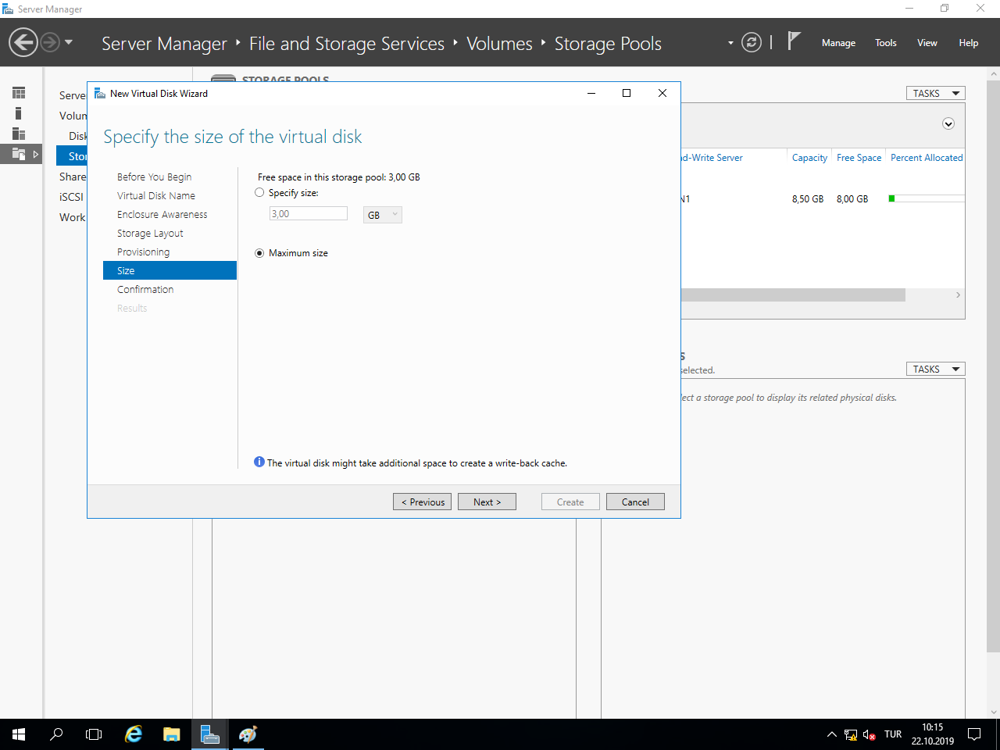 Server Manager
Server Manager ‣ File and Storage Services ‣ Volumes ‣ Storage Pools
Manage Tools View Help
STORAGE POOLS
TASKS
Serve
Volum
Disk
Stor
Share
iSCSI
Work
nd-Write Server Capacity Free Space Percent Allocated
N1 8,50 GB 8,00 GB
S
selected.
TASKS
lect a storage pool to display its related physical disks.
New Virtual Disk Wizard
Specify the size of the virtual disk
Before You Begin
Virtual Disk Name
Enclosure Awareness
Storage Layout
Provisioning
Size
Confirmation
Results
Free space in this storage pool: 3,00 GB
Specify size:
3,00 GB
Maximum size
The virtual disk might take additional space to create a write-back cache.
< Previous Next > Create Cancel
TUR
10:15
22.10.2019